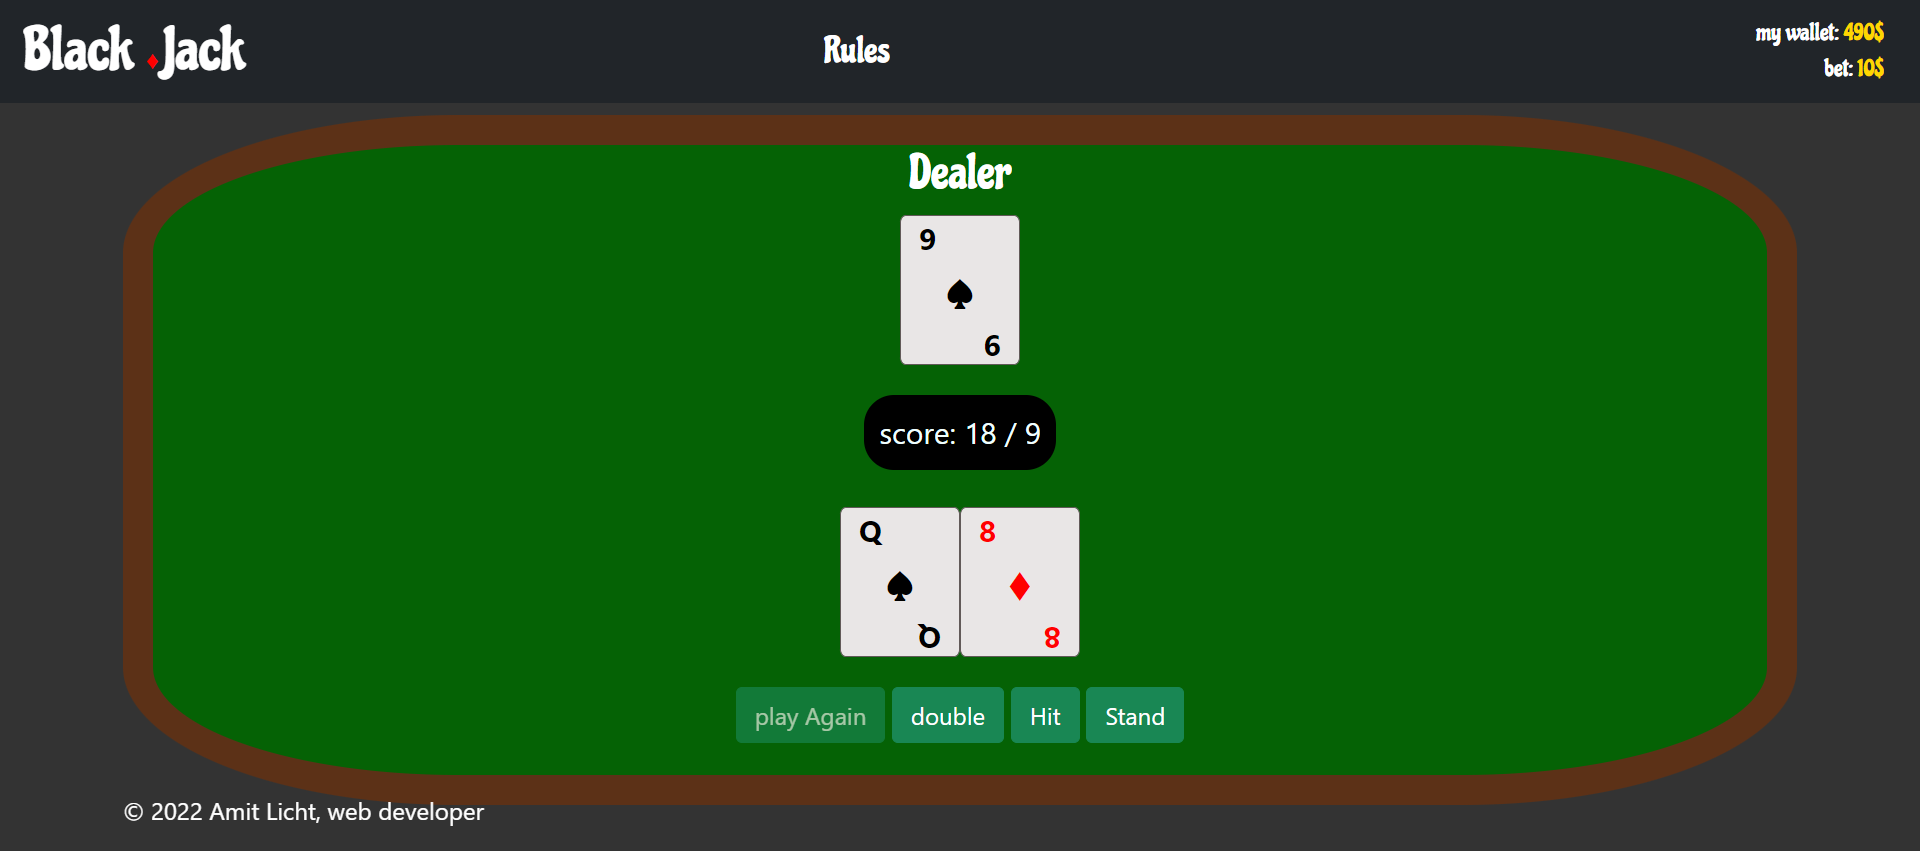 Black ♦Jack
Rules
my wallet: 490$
bet: 10$
Dealer
9
♠
9
score: 18 / 9
Q
♠
Q
8
♦
8
play Again
double
Hit
Stand
© 2022 Amit Licht, web developer